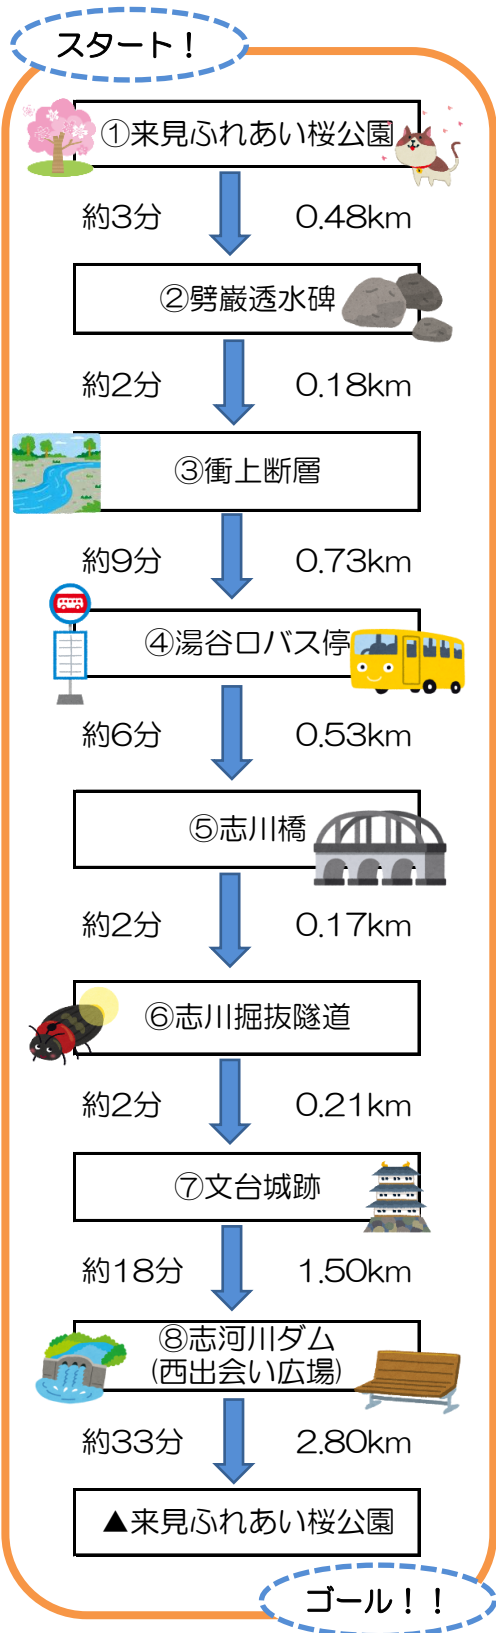 スタート！
①来見ふれあい桜公園
約3分 0.48km
②劈巌透水碑
約2分 0.18km
③衝上断層
約9分 0.73km
④湯谷口バス停
約6分 0.53km
⑤志川橋
約2分 0.17km
⑥志川掘抜隧道
約2分 0.21km
⑦文台城跡
約18分 1.50km
⑧志河川ダム
(西出会い広場)
約33分 2.80km
▲来見ふれあい桜公園
ゴール！！